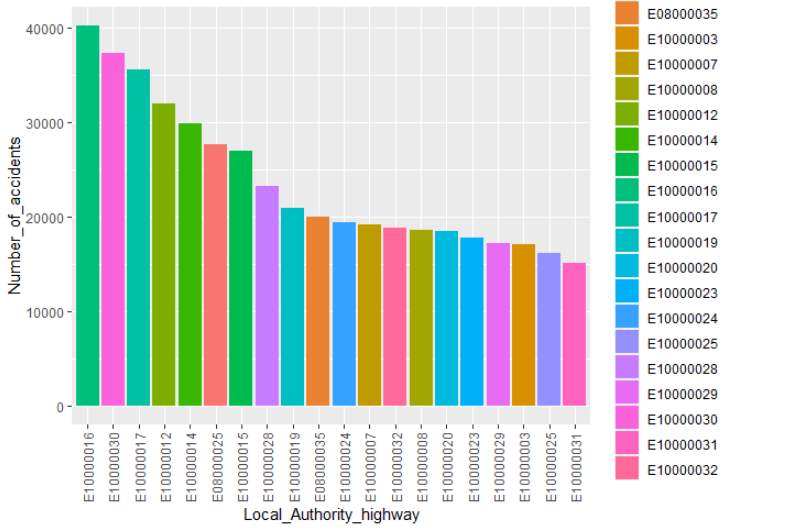 Number_of_accidents
40000
30000
20000
10000
0
E10000016
E10000030
E10000017
E10000012
E10000014
E08000025
E10000015
E10000028
E10000019
E08000035
E10000024
E10000007
E10000032
E10000008
E10000020
E10000023
E10000029
E10000003
E10000025
E10000031
Local_Authority_highway
E08000035
E10000003
E10000007
E10000008
E10000012
E10000014
E10000015
E10000016
E10000017
E10000019
E10000020
E10000023
E10000024
E10000025
E10000028
E10000029
E10000030
E10000031
E10000032